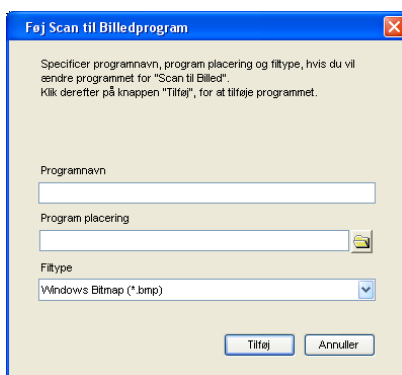 Føj Scan til Billedprogram
Specificer programnavn, program placering og filtype, hvis du vil
ændre programmet for "Scan til Billed".
Klik derefter på knappen "Tilføj", for at tilføje programmet.
Programnavn
Program placering
Filtype
Windows Bitmap (*.bmp)
Tilføj
Annuller